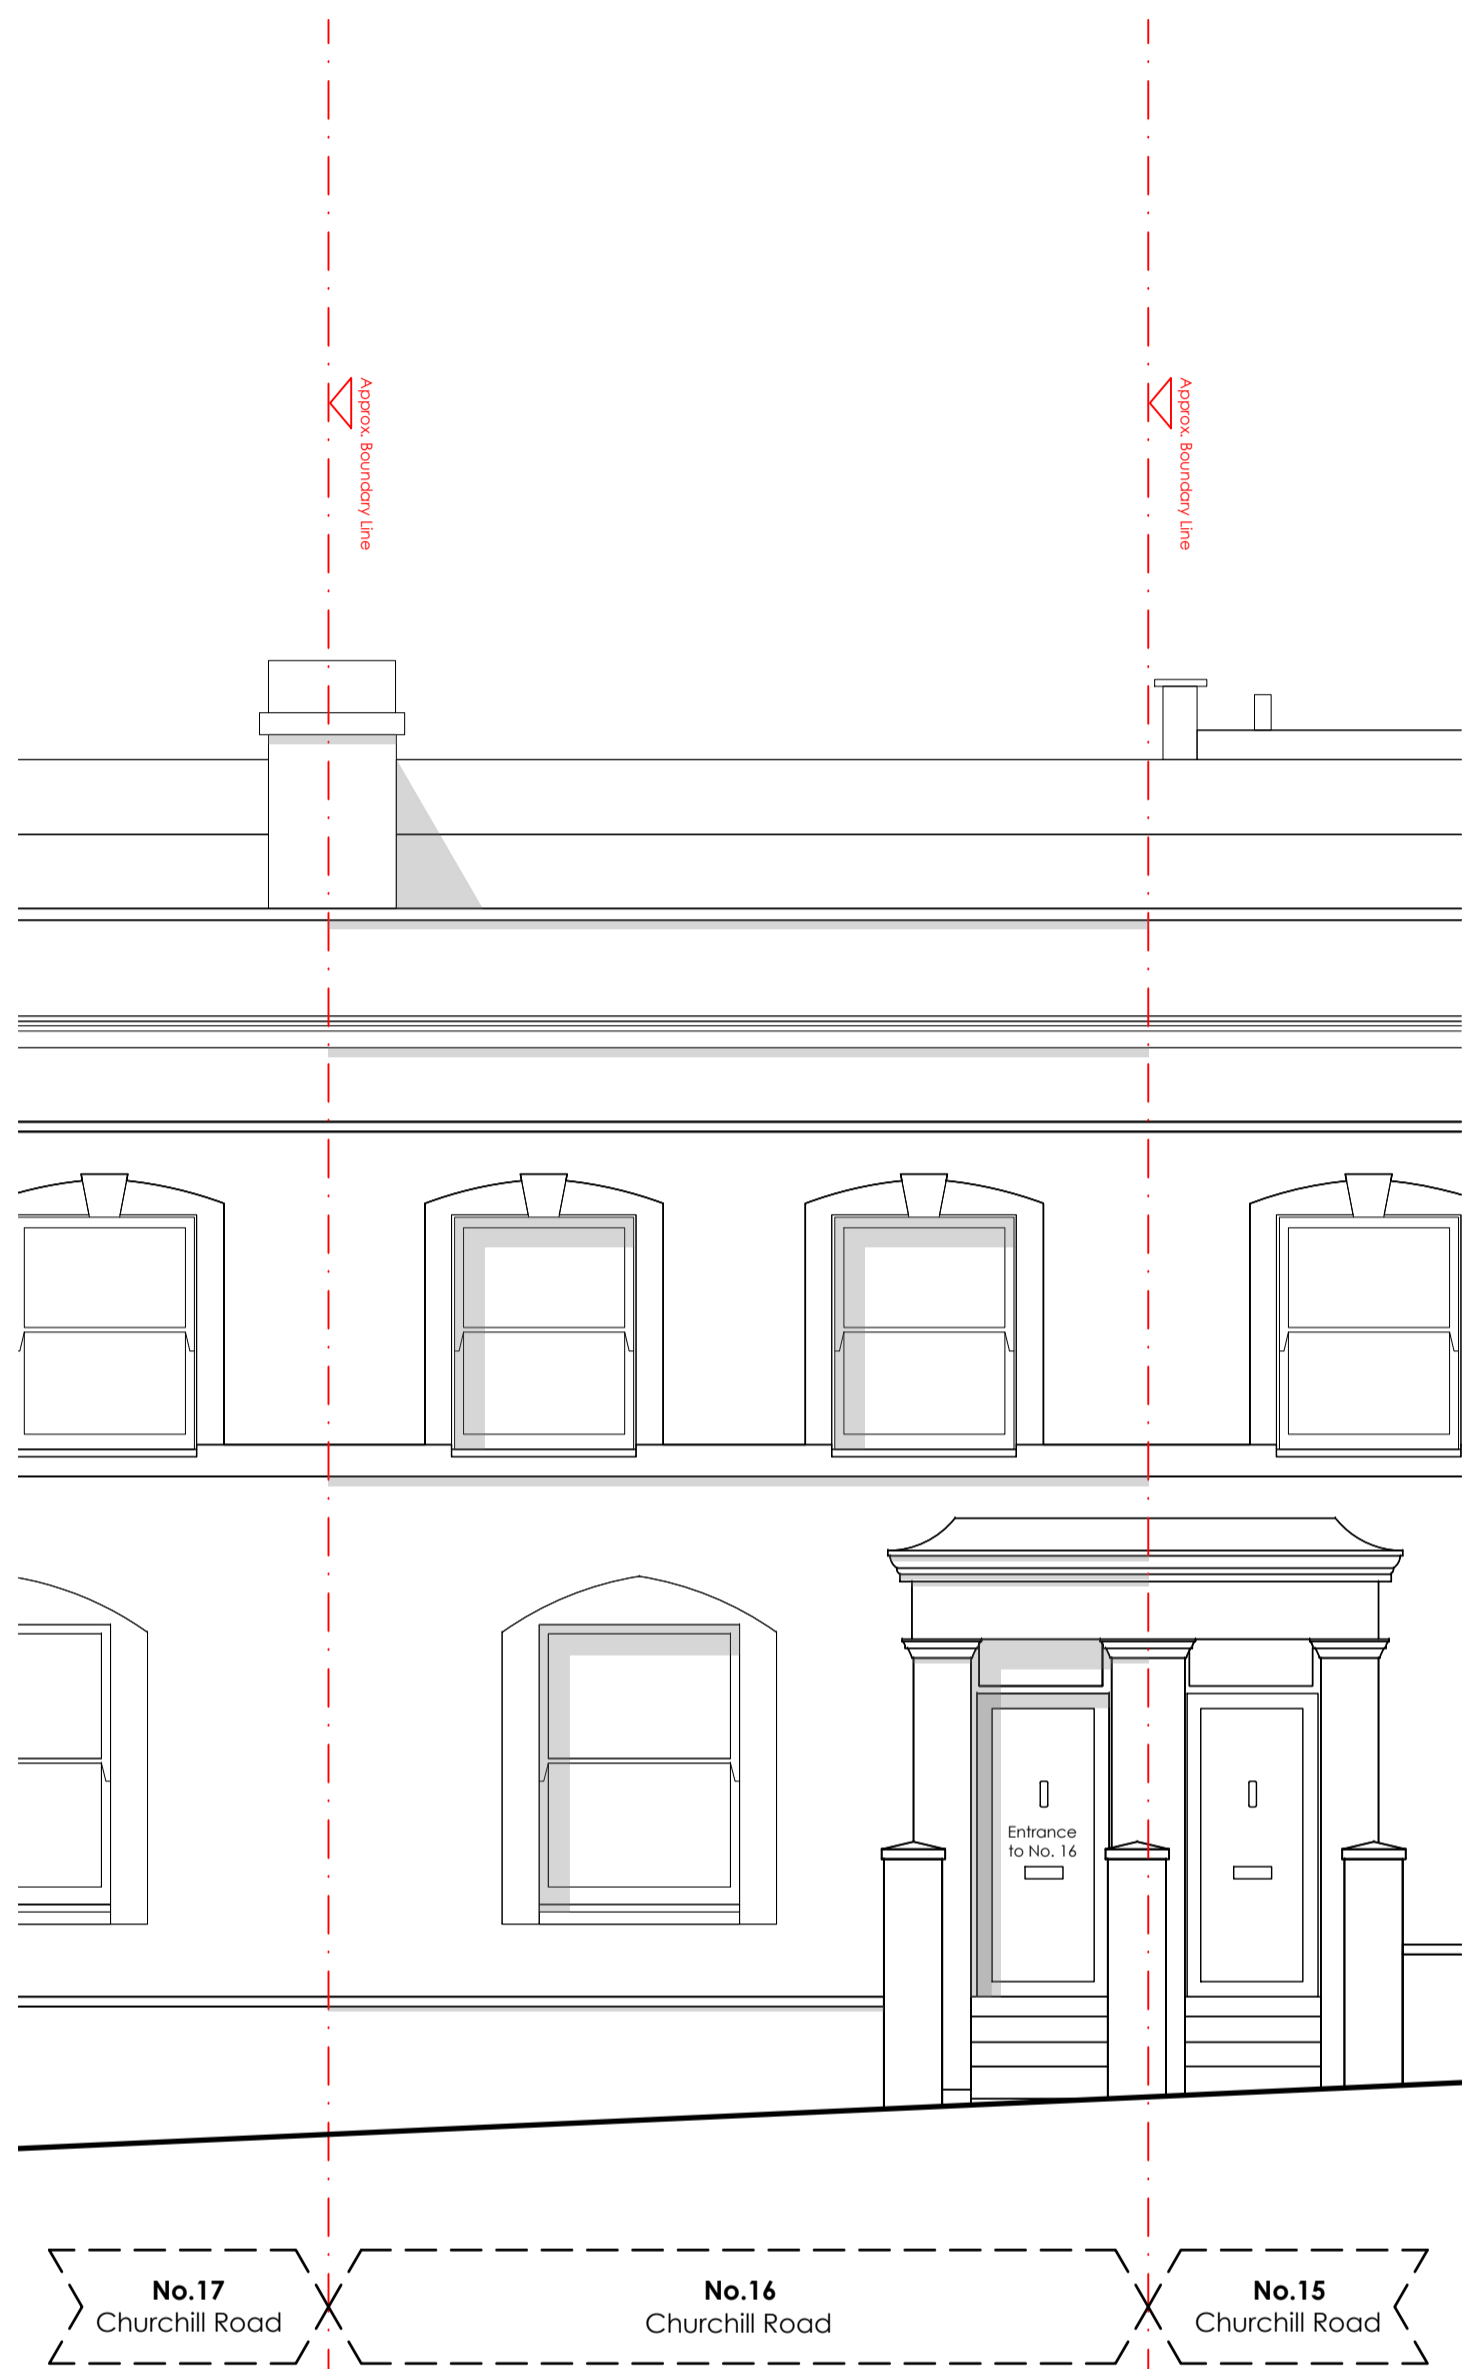 Approx. Boundary Line
Approx. Boundary Line
Entrance
to No. 16
No.17
Churchill Road
No.16
Churchill Road
No.15
Churchill Road